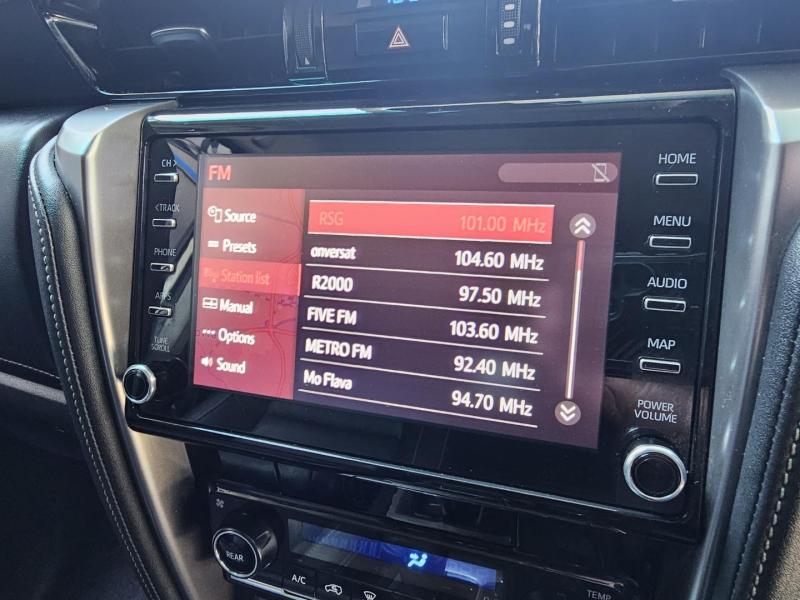 CH >
< TRACK
PHONE
APPS
TUNE
SCROLL
FM
Source
Presets
Station list
Manual
Options
Sound
RSG 101.00 MHz
onversat 104.60 MHz
R2000 97.50 MHz
FIVE FM 103.60 MHz
METRO FM 92.40 MHz
Mo Flava 94.70 MHz
HOME
MENU
AUDIO
MAP
POWER
VOLUME
REAR
A/C
TEMP